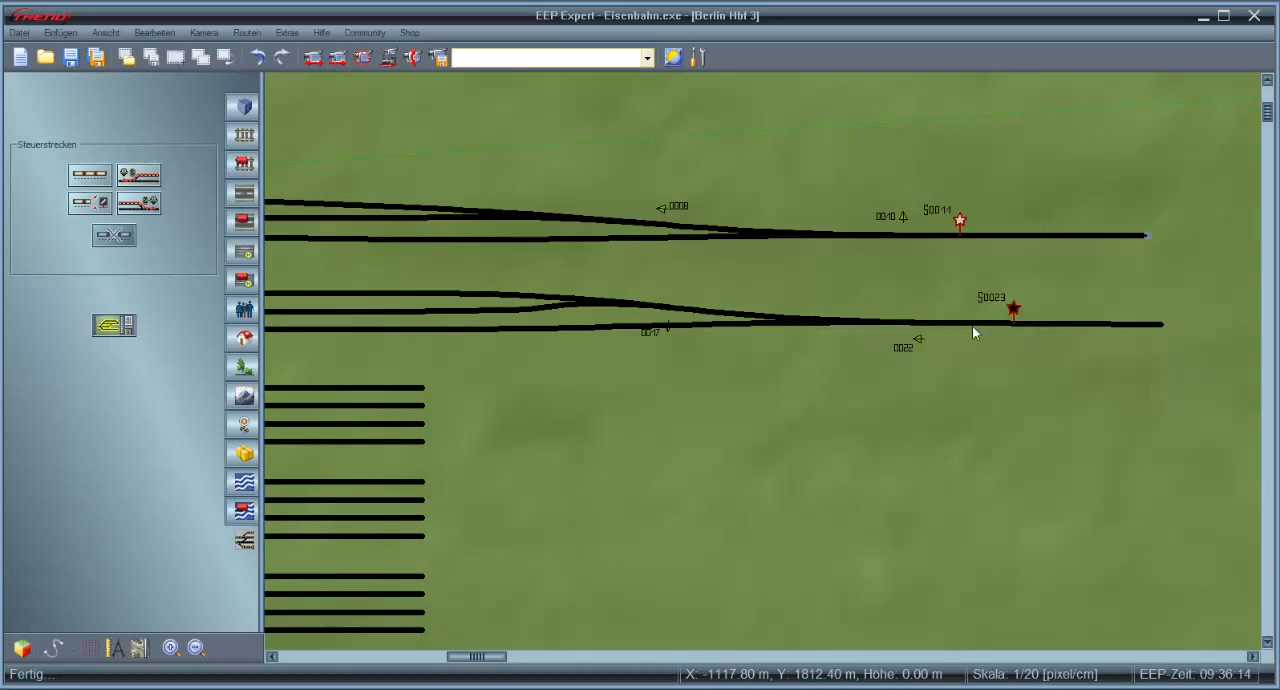 TREND
EEP Expert - Eisenbahn.exe - [Berlin Hbf 3]
Datei Einfügen Ansicht Bearbeiten Kamera Routen Extras Hilfe Community Shop
Steuerstrecken
0008
0010
S0011
S0023
0017
0022
Fertig...
X: -1117.80 m, Y: 1812.40 m, Höhe: 0.00 m
Skala: 1/20 [pixel/cm]
EEP-Zeit: 09:36:14